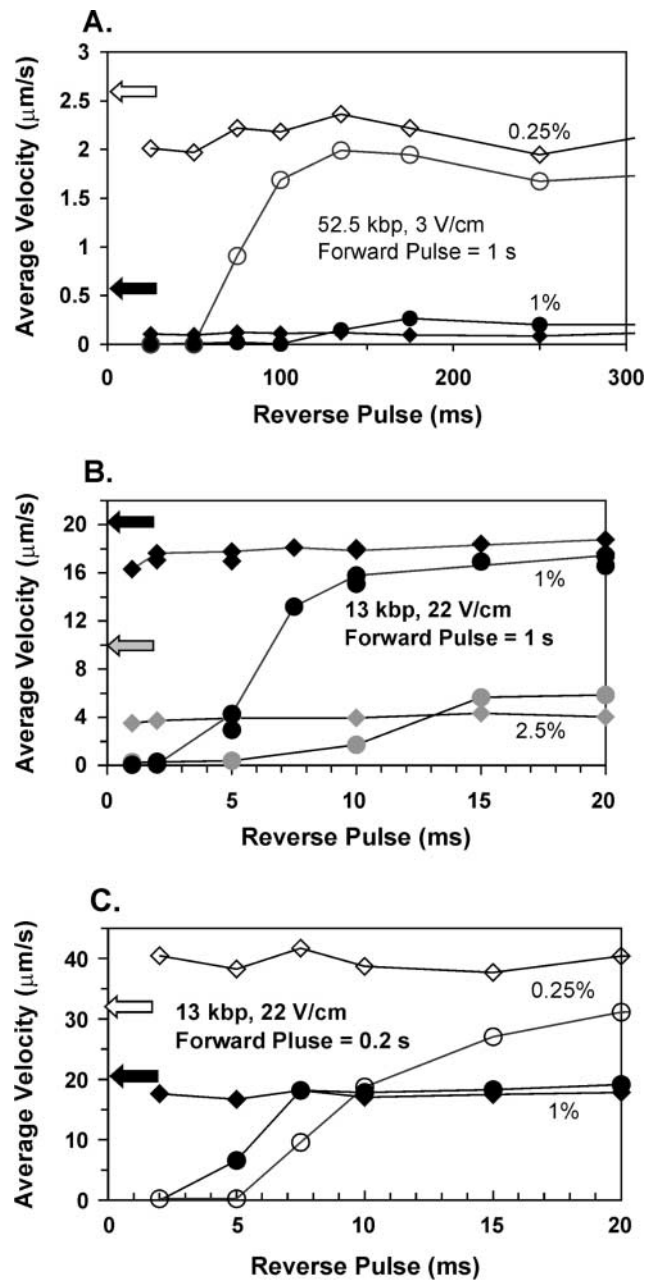 A.
3
2.5
2
1.5
1
0.5
0
Average Velocity (μm/s)
0.25%
52.5 kbp, 3 V/cm
Forward Pulse = 1 s
1%
0 100 200 300
Reverse Pulse (ms)
B.
20
16
12
8
4
0
Average Velocity (μm/s)
1%
13 kbp, 22 V/cm
Forward Pulse = 1 s
2.5%
0 5 10 15 20
Reverse Pulse (ms)
C.
40
30
20
10
0
Average Velocity (μm/s)
0.25%
13 kbp, 22 V/cm
Forward Pluse = 0.2 s
1%
0 5 10 15 20
Reverse Pulse (ms)